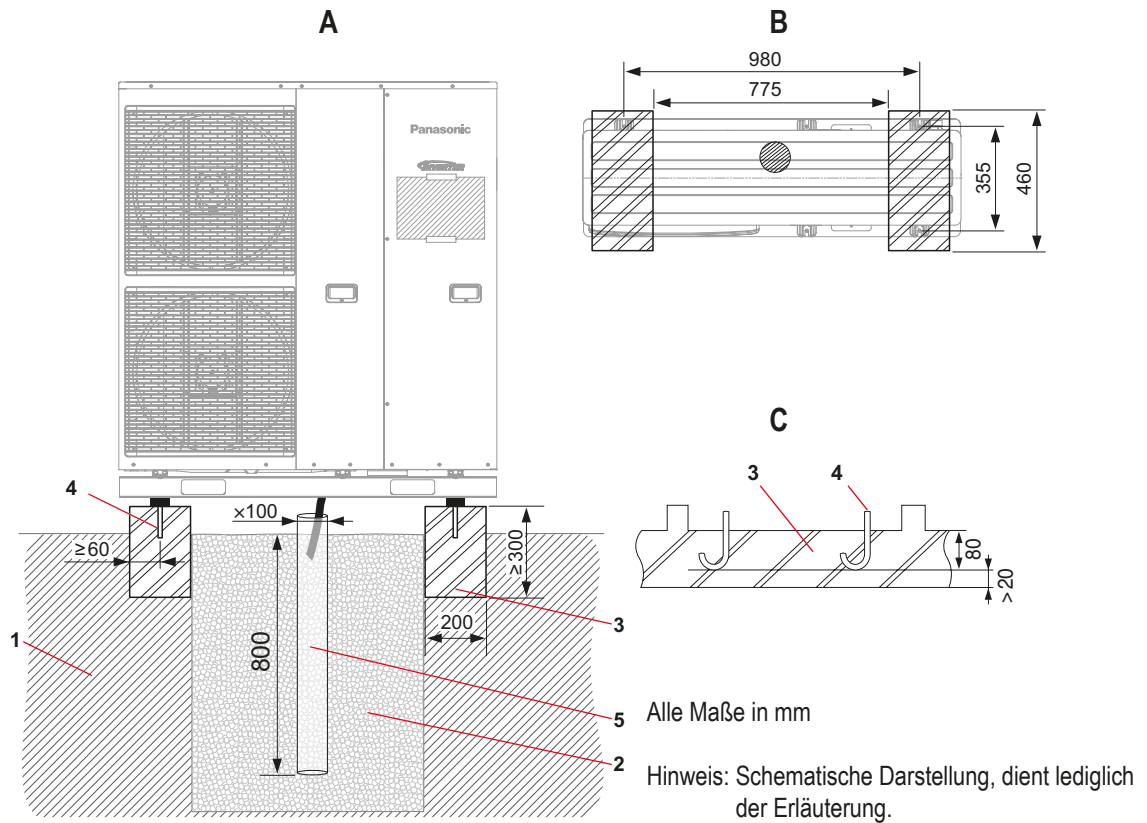 A
B
980
775
Panasonic
INVERTER
355
460
C
4
3
4
×100
≥60
≥300
80
>20
3
200
1
800
5
Alle Maße in mm
2
Hinweis: Schematische Darstellung, dient lediglich
der Erläuterung.